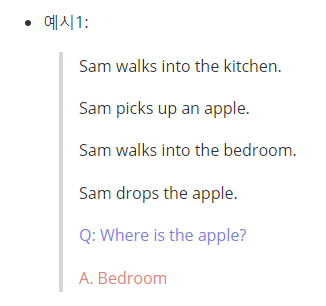 예시1:
Sam walks into the kitchen.
Sam picks up an apple.
Sam walks into the bedroom.
Sam drops the apple.
Q: Where is the apple?
A. Bedroom